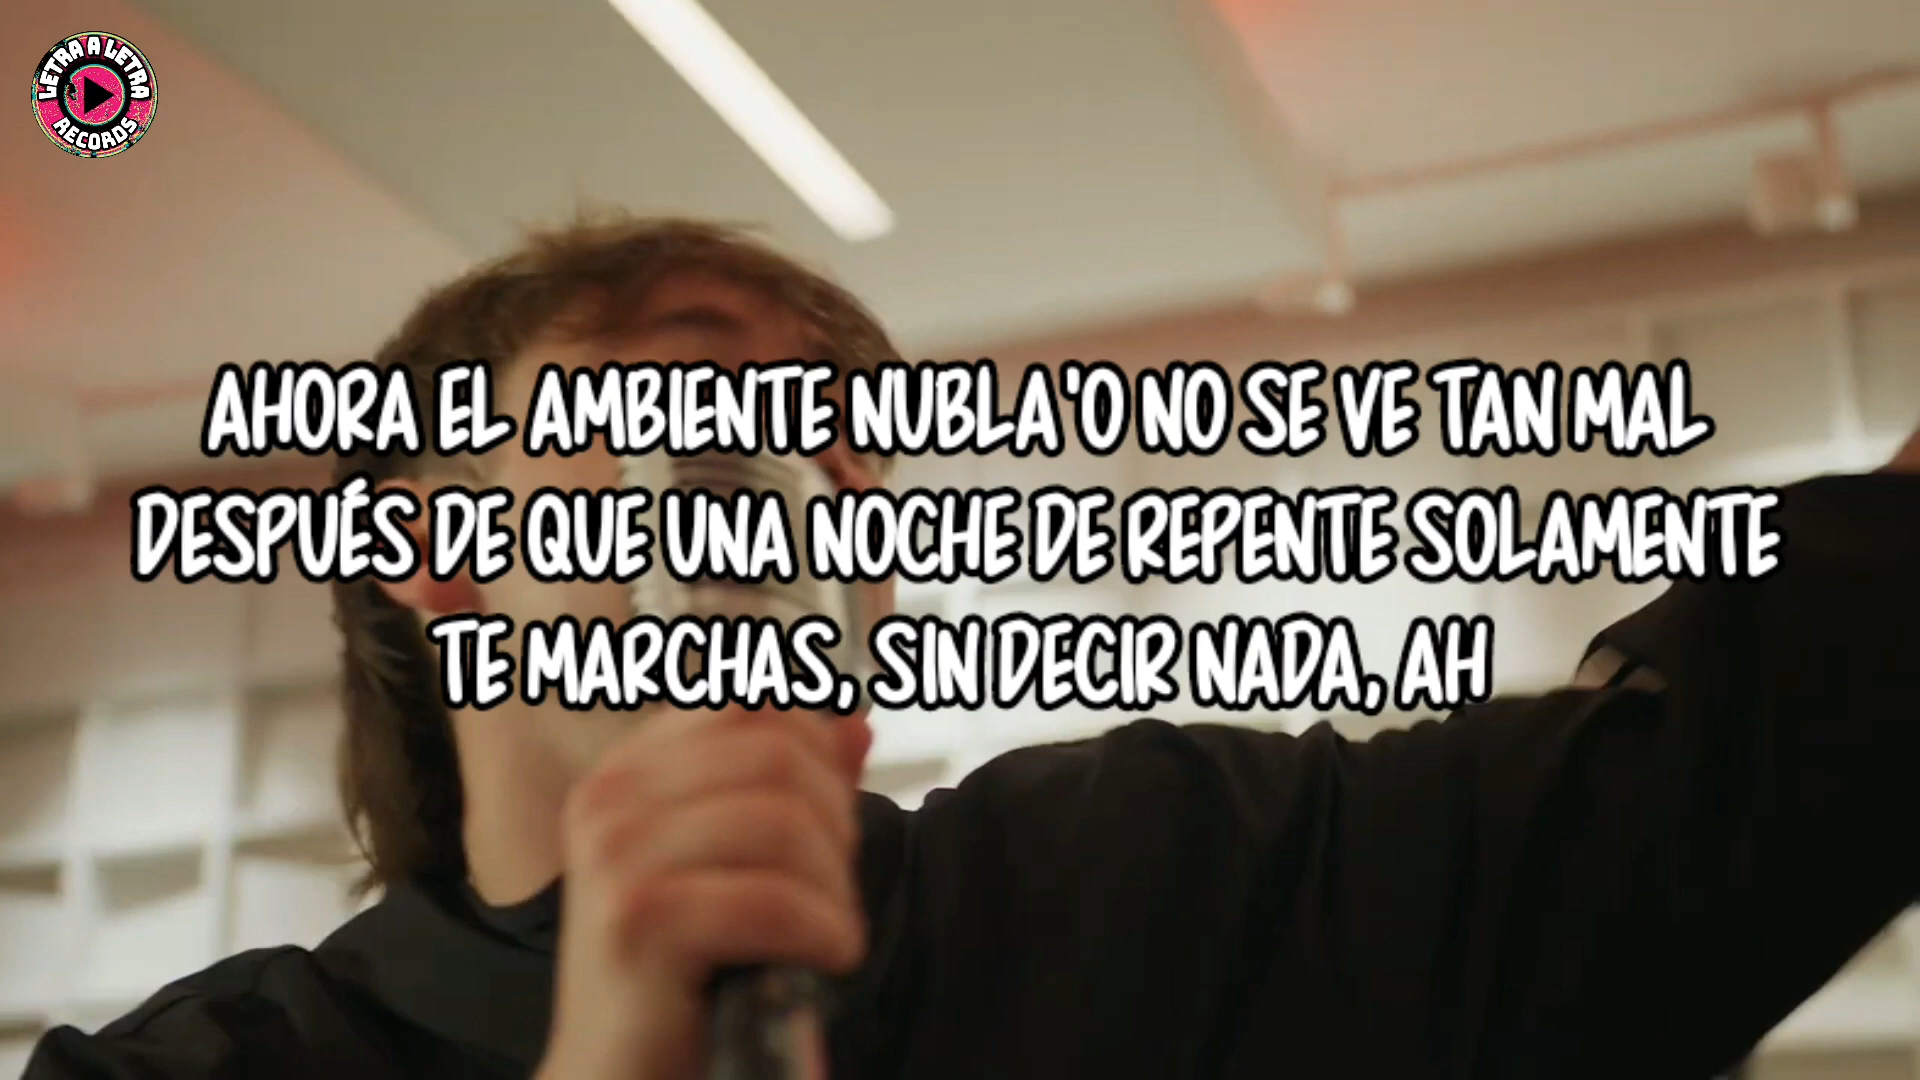 LETRA A LETRA
RECORDS
AHORA EL AMBIENTE NUBLA'O NO SE VE TAN MAL
DESPUÉS DE QUE UNA NOCHE DE REPENTE SOLAMENTE
TE MARCHAS, SIN DECIR NADA, AH